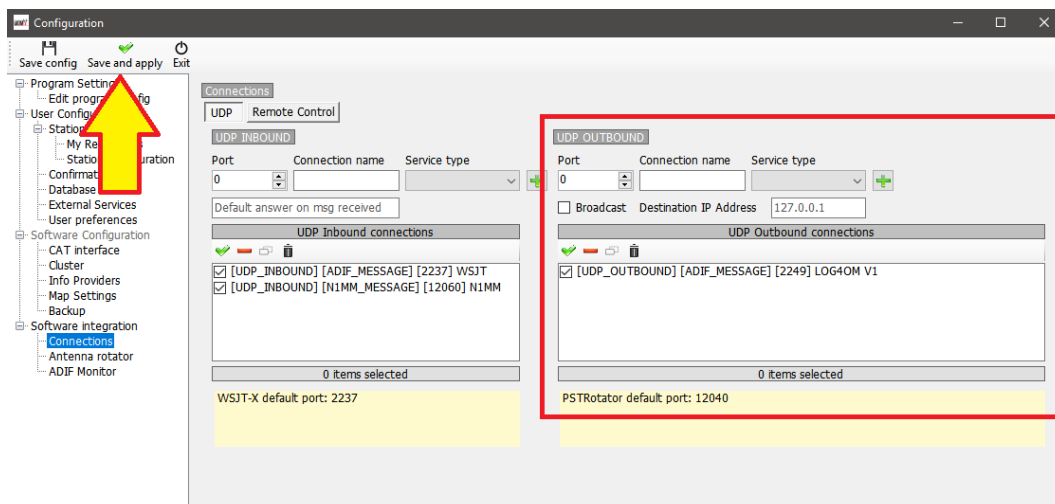 Configuration
Save config Save and apply Exit
Program Setting
Edit progr fig
User Config
Station
My Re s
Statio uration
Confirmat
Database
External Services
User preferences
Software Configuration
CAT interface
Cluster
Info Providers
Map Settings
Backup
Software integration
Connections
Antenna rotator
ADIF Monitor
Connections
UDP Remote Control
UDP INBOUND
Port Connection name Service type
0
Default answer on msg received
UDP Inbound connections
[UDP_INBOUND] [ADIF_MESSAGE] [2237] WSJT
[UDP_INBOUND] [N1MM_MESSAGE] [12060] N1MM
0 items selected
WSJT-X default port: 2237
UDP OUTBOUND
Port Connection name Service type
0
Broadcast Destination IP Address 127.0.0.1
UDP Outbound connections
[UDP_OUTBOUND] [ADIF_MESSAGE] [2249] LOG4OM V1
0 items selected
PSTRotator default port: 12040